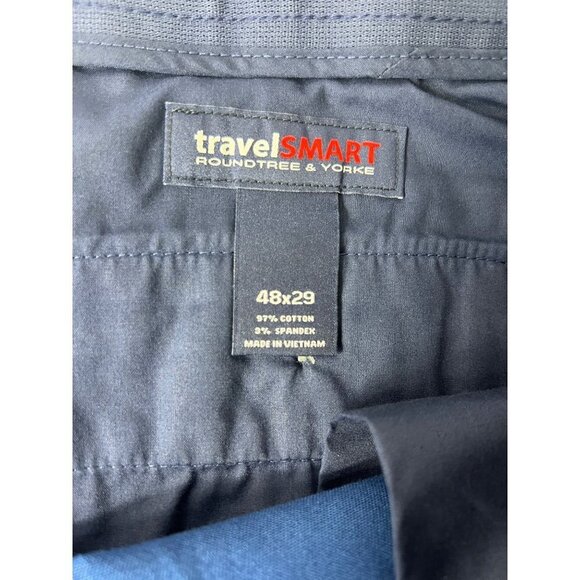 travelSMART
ROUNDTREE & YORKE
48x29
97% COTTON
3% SPANDEX
MADE IN VIETNAM